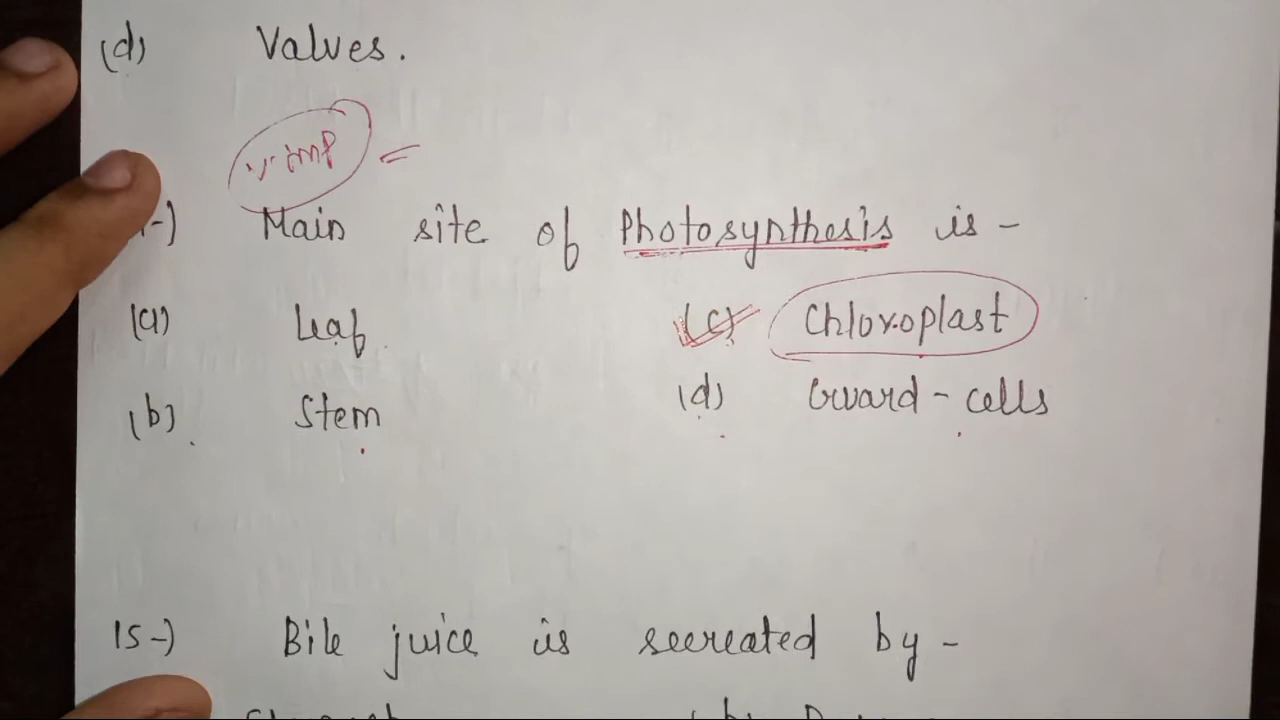 (d) Valves.
v.imp =
-) Main site of Photosynthesis is -
(a) Leaf (c) Chloroplast
(b) Stem (d) Guard-cells
15-) Bile juice is secreated by -